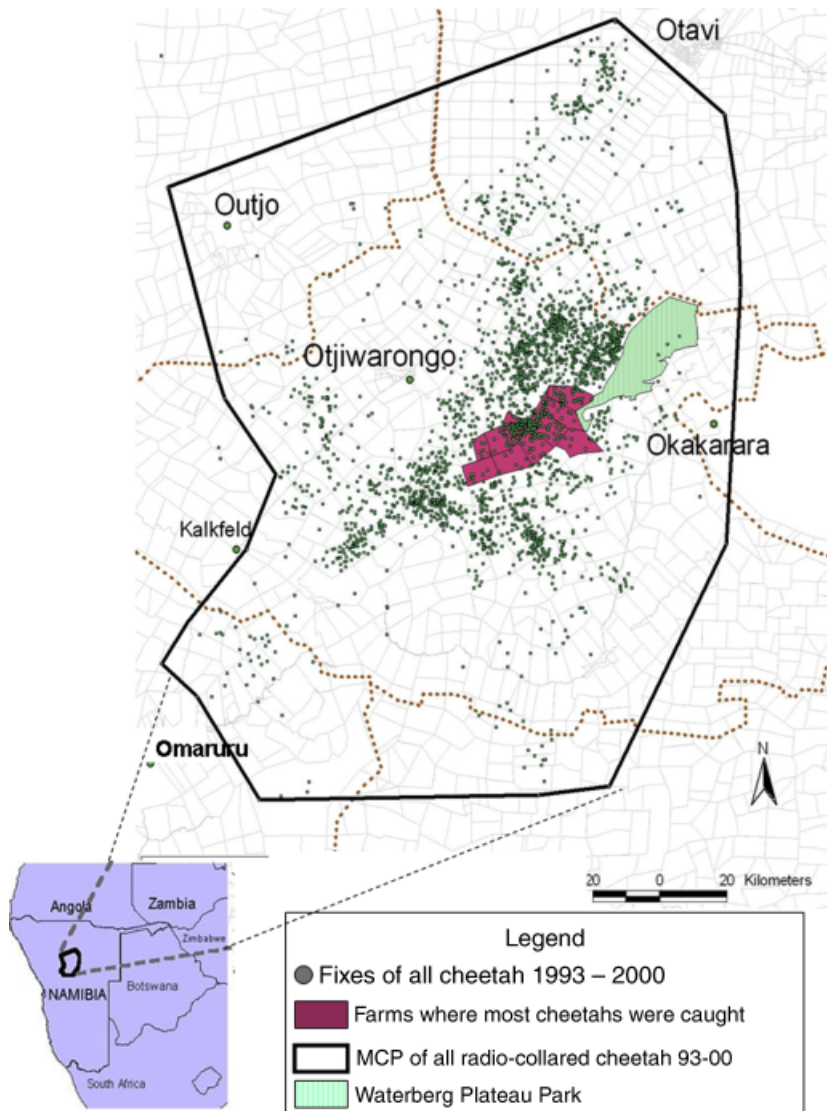 Otavi
Outjo
Otjiwarongo
Okakarara
Kalkfeld
Omaruru
N
20 0 20 Kilometers
Angola
Zambia
Zimbabwe
NAMIBIA
Botswana
South Africa
Legend
Fixes of all cheetah 1993 – 2000
Farms where most cheetahs were caught
MCP of all radio-collared cheetah 93-00
Waterberg Plateau Park